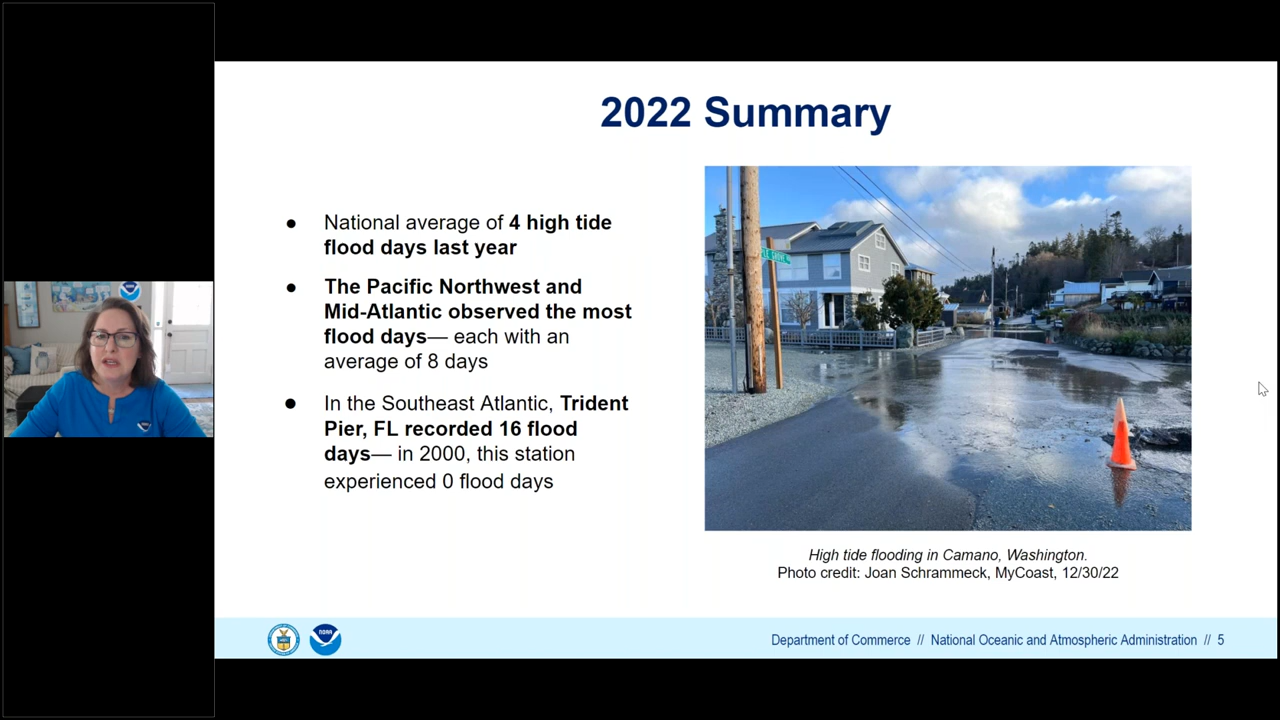 2022 Summary
● National average of 4 high tide
flood days last year
● The Pacific Northwest and
Mid-Atlantic observed the most
flood days— each with an
average of 8 days
● In the Southeast Atlantic, Trident
Pier, FL recorded 16 flood
days— in 2000, this station
experienced 0 flood days
High tide flooding in Camano, Washington.
Photo credit: Joan Schrammeck, MyCoast, 12/30/22
NOAA
Department of Commerce // National Oceanic and Atmospheric Administration // 5